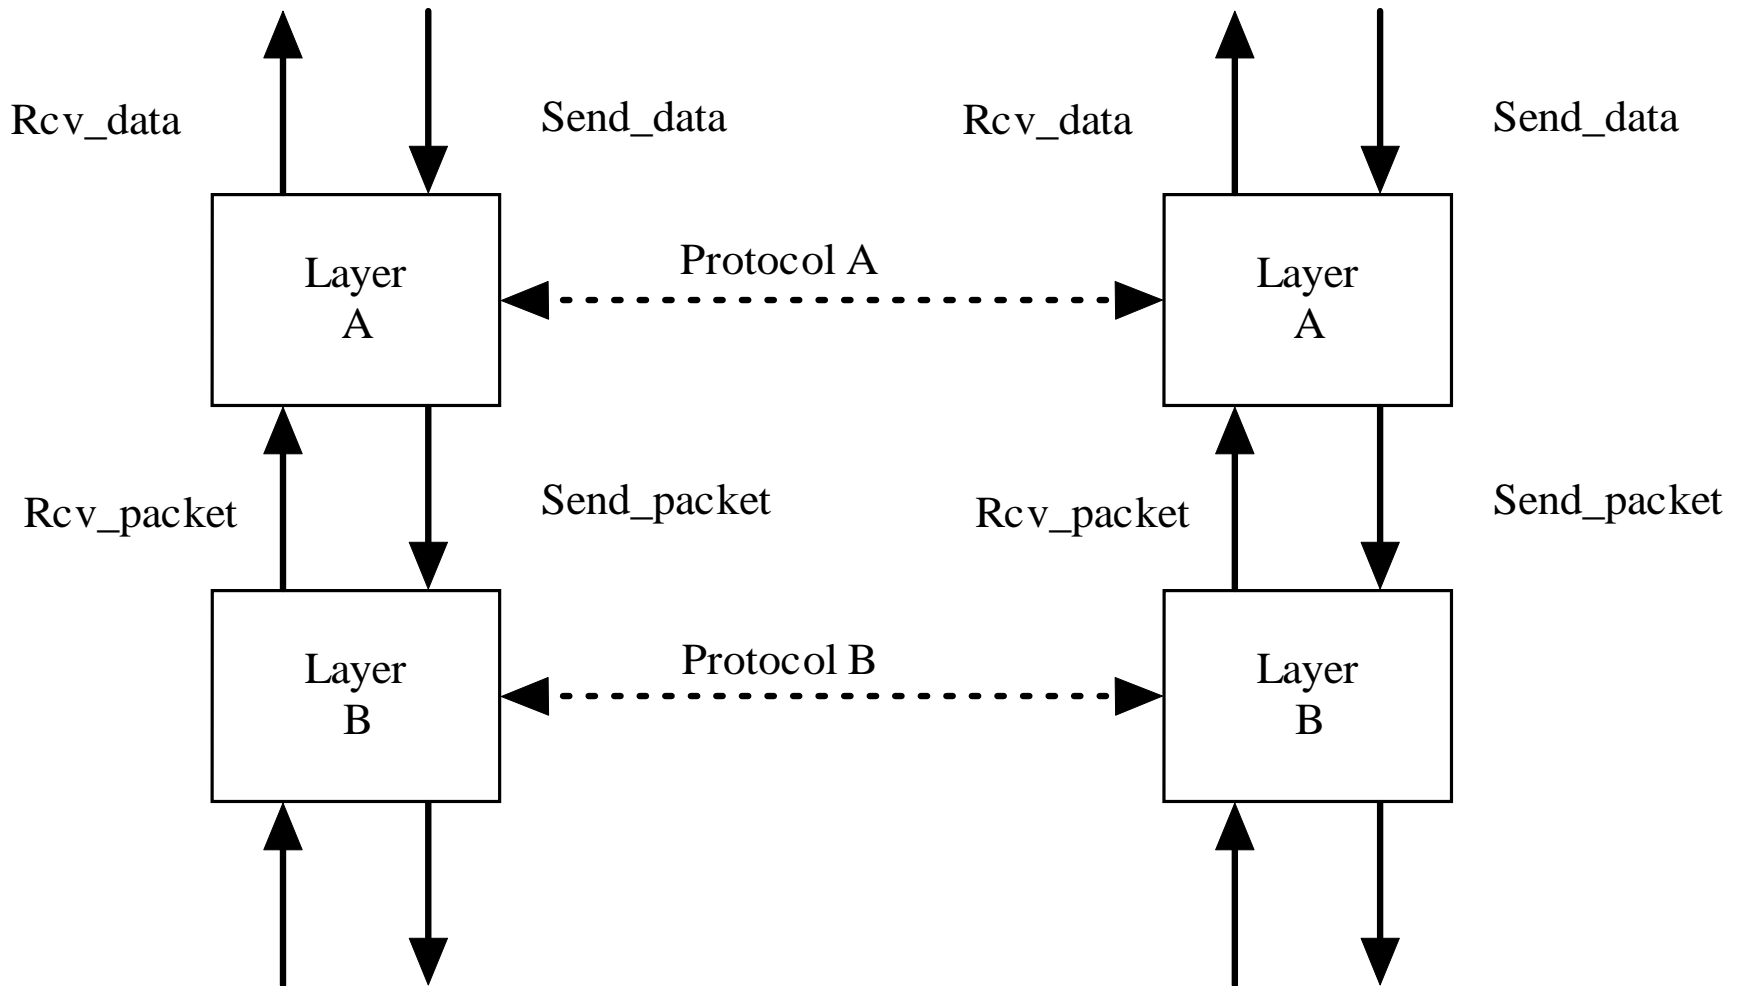 Rcv_data
Send_data
Rcv_data
Send_data
Layer
A
Protocol A
Layer
A
Rcv_packet
Send_packet
Rcv_packet
Send_packet
Layer
B
Protocol B
Layer
B